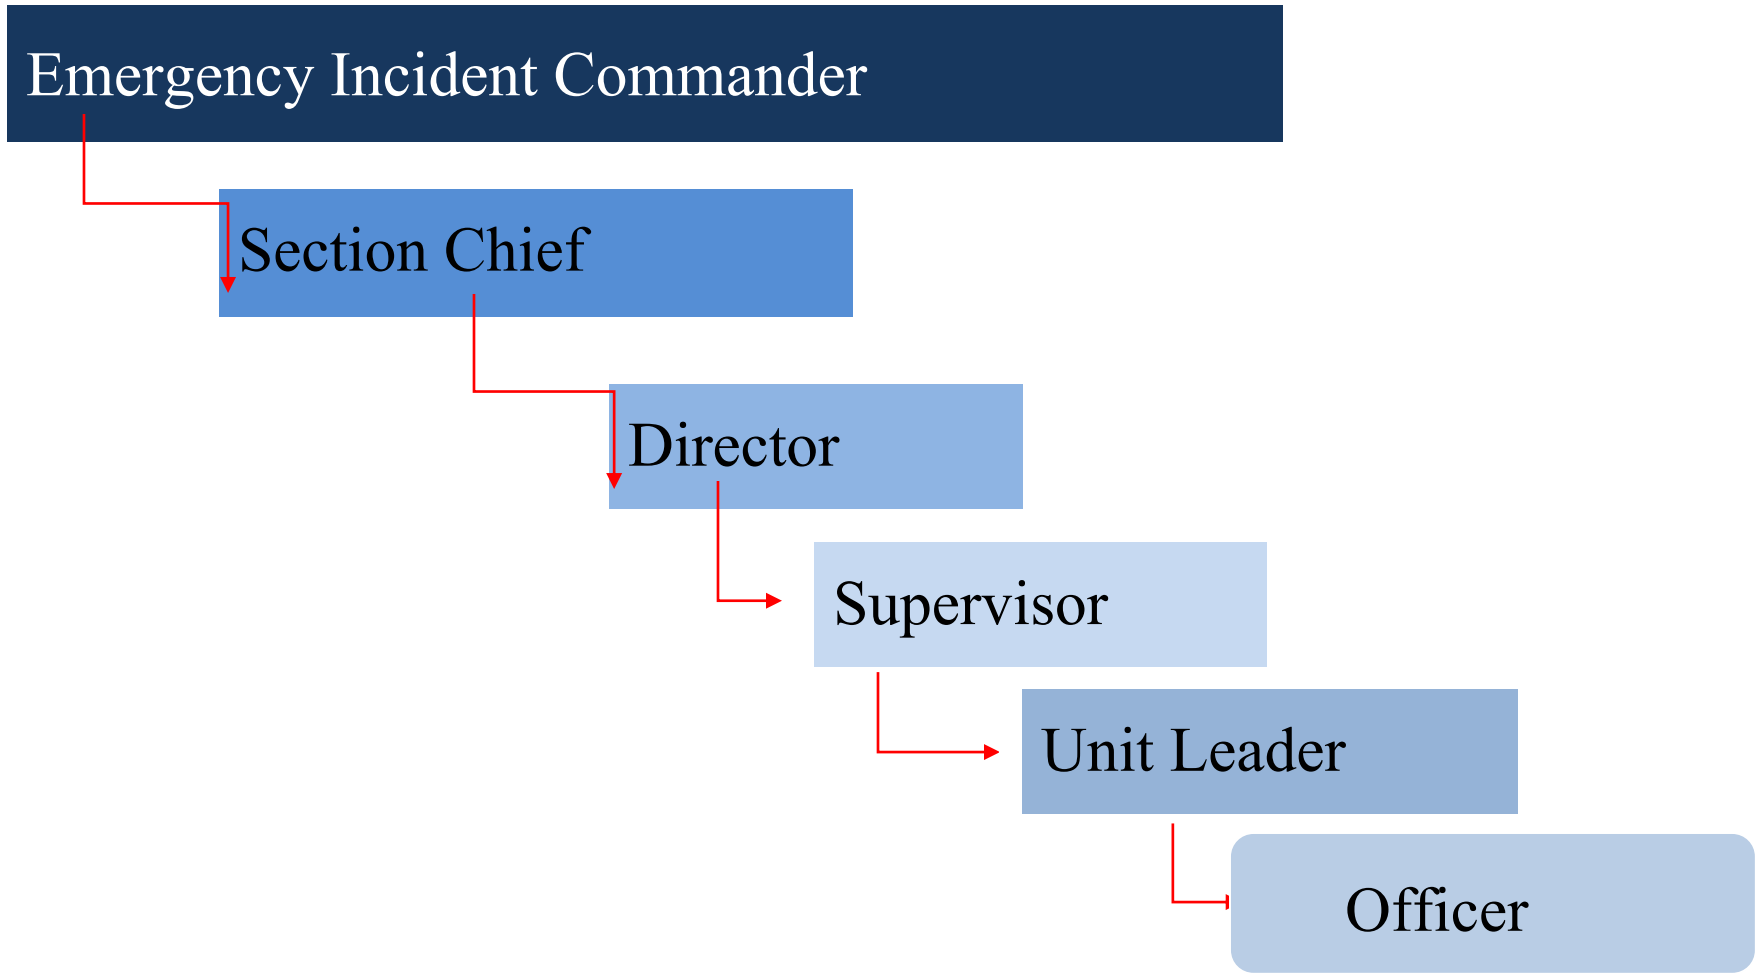 Emergency Incident Commander
Section Chief
Director
Supervisor
Unit Leader
Officer